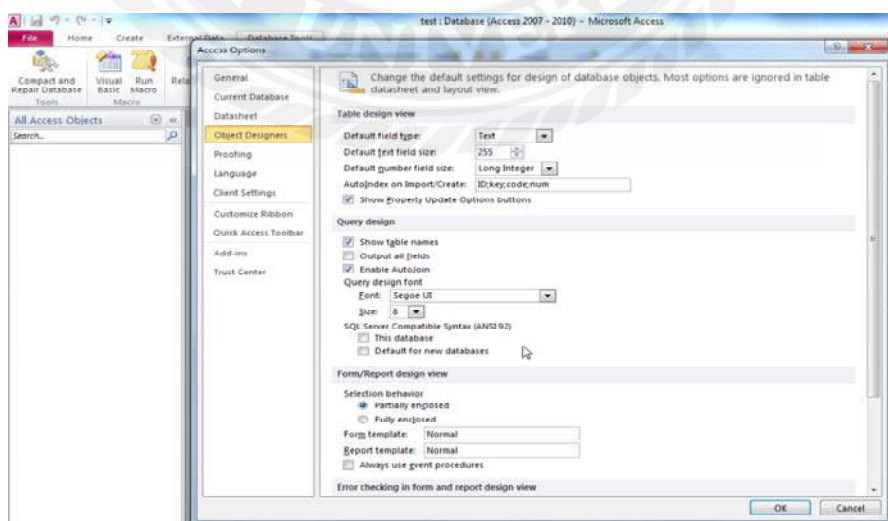 test : Database (Access 2007 - 2010) - Microsoft Access
File Home Create External Data Database Tools
Compact and Repair Database
Visual Basic
Run Macro
Rela
Tools
Macro
All Access Objects
Search...
Access Options
General
Current Database
Datasheet
Object Designers
Proofing
Language
Client Settings
Customize Ribbon
Quick Access Toolbar
Add-ins
Trust Center
Change the default settings for design of database objects. Most options are ignored in table
datasheet and layout view.
Table design view
Default field type: Text
Default text field size: 255
Default number field size: Long Integer
AutoIndex on Import/Create: ID;key;code;num
Show Property Update Options buttons
Query design
Show table names
Output all fields
Enable AutoJoin
Query design font
Font: Segoe UI
Size: 8
SQL Server Compatible Syntax (ANSI 92)
This database
Default for new databases
Form/Report design view
Selection behavior
Partially enclosed
Fully enclosed
Form template: Normal
Report template: Normal
Always use event procedures
Error checking in form and report design view
OK Cancel